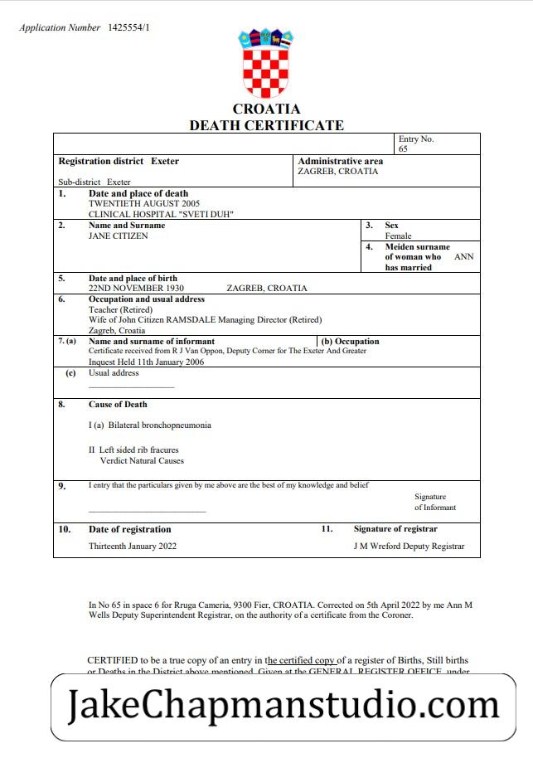 Application Number 1425554/1
CROATIA
DEATH CERTIFICATE
Entry No.
65
Registration district Exeter
Administrative area
ZAGREB, CROATIA
Sub-district Exeter
1. Date and place of death
TWENTIETH AUGUST 2005
CLINICAL HOSPITAL "SVETI DUH"
2. Name and Surname
JANE CITIZEN
3. Sex
Female
4. Meiden surname
of woman who ANN
has married
5. Date and place of birth
22ND NOVEMBER 1930 ZAGREB, CROATIA
6. Occupation and usual address
Teacher (Retired)
Wife of John Citizen RAMSDALE Managing Director (Retired)
Zagreb, Croatia
7. (a) Name and surname of informant (b) Occupation
Certificate received from R J Van Oppon, Deputy Corner for The Exeter And Greater
Inquest Held 11th January 2006
(c) Usual address
8. Cause of Death
I (a) Bilateral bronchopneumonia
II Left sided rib fracures
Verdict Natural Causes
9. I entry that the particulars given by me above are the best of my knowledge and belief
Signature
of Informant
10. Date of registration 11. Signature of registrar
Thirteenth January 2022 J M Wreford Deputy Registrar
In No 65 in space 6 for Rruga Cameria, 9300 Fier, CROATIA. Corrected on 5th April 2022 by me Ann M
Wells Deputy Superintendent Registrar, on the authority of a certificate from the Coroner.
CERTIFIED to be a true copy of an entry in the certified copy of a register of Births, Still births
or Deaths in the District above mentioned. Given at the GENERAL REGISTER OFFICE, under
JakeChapmanstudio.com